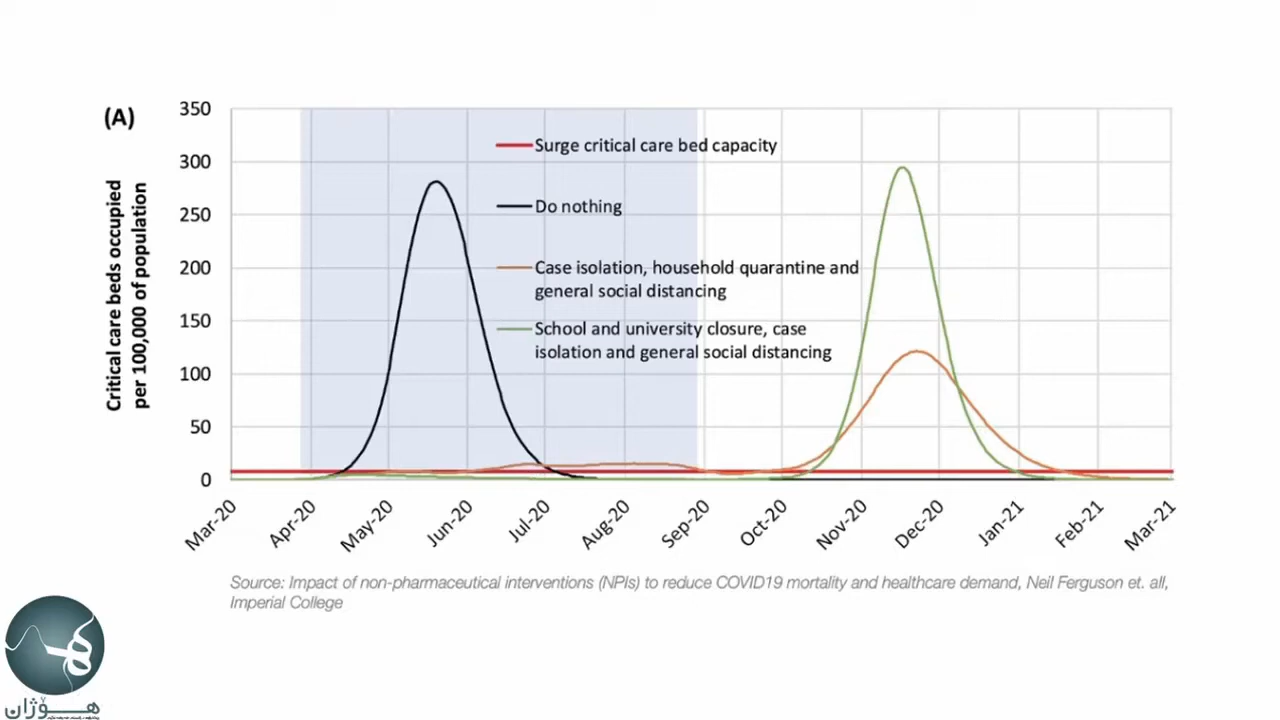 (A)
Critical care beds occupied
per 100,000 of population
350
300
250
200
150
100
50
0
Surge critical care bed capacity
Do nothing
Case isolation, household quarantine and
general social distancing
School and university closure, case
isolation and general social distancing
Mar-20
Apr-20
May-20
Jun-20
Jul-20
Aug-20
Sep-20
Oct-20
Nov-20
Dec-20
Jan-21
Feb-21
Mar-21
Source: Impact of non-pharmaceutical interventions (NPIs) to reduce COVID19 mortality and healthcare demand, Neil Ferguson et. all,
Imperial College
هۆژان